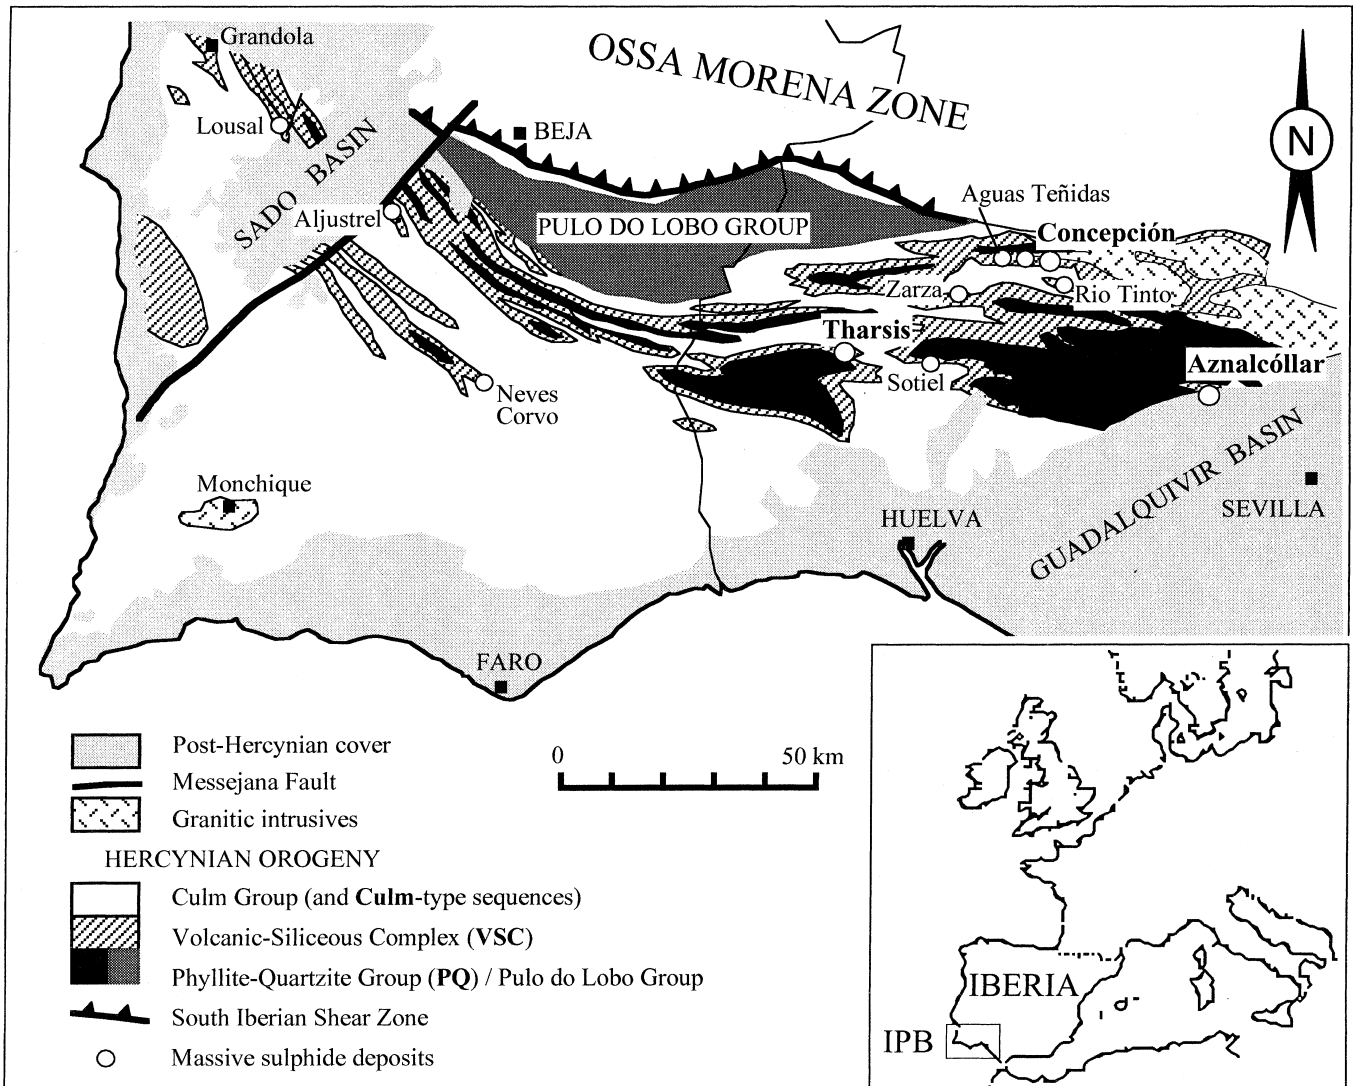 Grandola
OSSA MORENA ZONE
Lousal
BEJA
N
SADO BASIN
Aljustrel
PULO DO LOBO GROUP
Aguas Teñidas
Concepción
Zarza
Rio Tinto
Tharsis
Aznalcóllar
Sotiel
Neves
Corvo
Monchique
HUELVA
GUADALQUIVIR BASIN
SEVILLA
FARO
Post-Hercynian cover
Messejana Fault
Granitic intrusives
0 50 km
HERCYNIAN OROGENY
Culm Group (and Culm-type sequences)
Volcanic-Siliceous Complex (VSC)
Phyllite-Quartzite Group (PQ) / Pulo do Lobo Group
South Iberian Shear Zone
Massive sulphide deposits
IBERIA
IPB